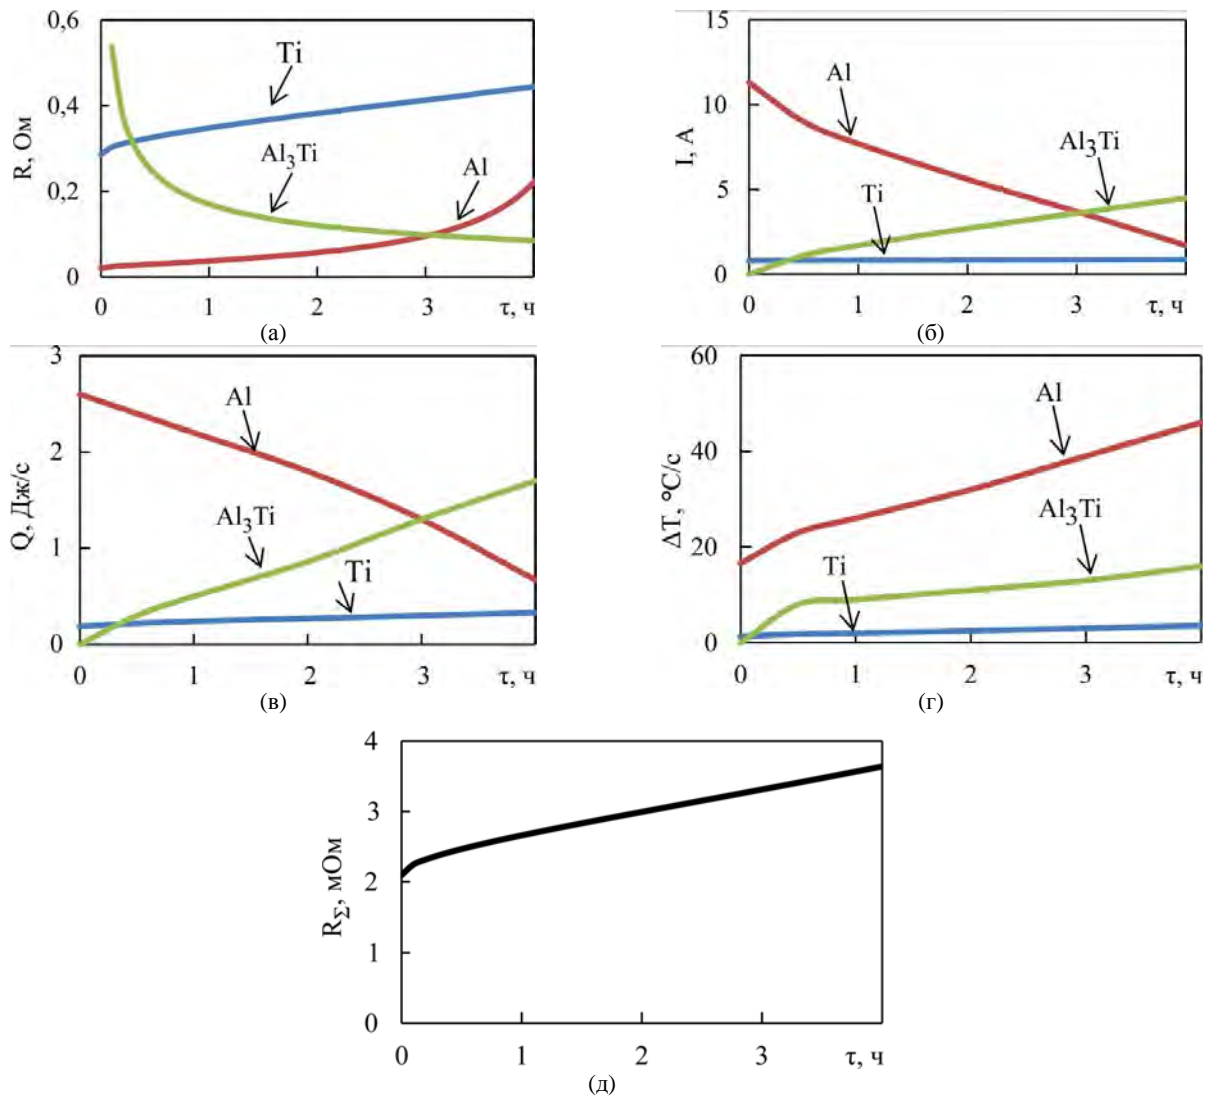 R, Ом
0,6
0,4
0,2
0
Ti
Al₃Ti
Al
0 1 2 3 τ, ч
(а)
I, А
15
10
5
0
Al
Al₃Ti
Ti
0 1 2 3 τ, ч
(б)
Q, Дж/с
3
2
1
0
Al
Al₃Ti
Ti
0 1 2 3 τ, ч
(в)
ΔT, °С/с
60
40
20
0
Al
Al₃Ti
Ti
0 1 2 3 τ, ч
(г)
R_Σ, мОм
4
3
2
1
0
0 1 2 3 τ, ч
(д)